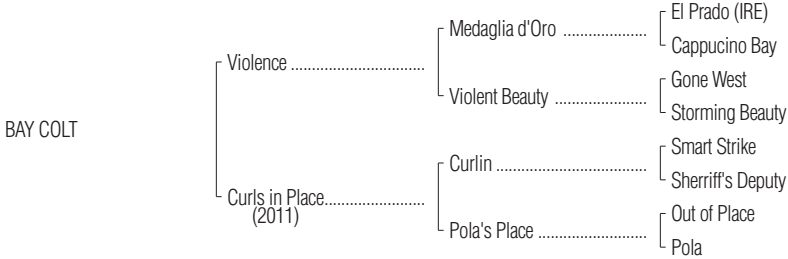 El Prado (IRE)
Medaglia d'Oro ....................
Cappucino Bay
Violence ................................
Gone West
Violent Beauty ......................
Storming Beauty
BAY COLT
Smart Strike
Curlin .....................................
Sherriff's Deputy
Curls in Place........................
(2011)
Out of Place
Pola's Place ..........................
Pola